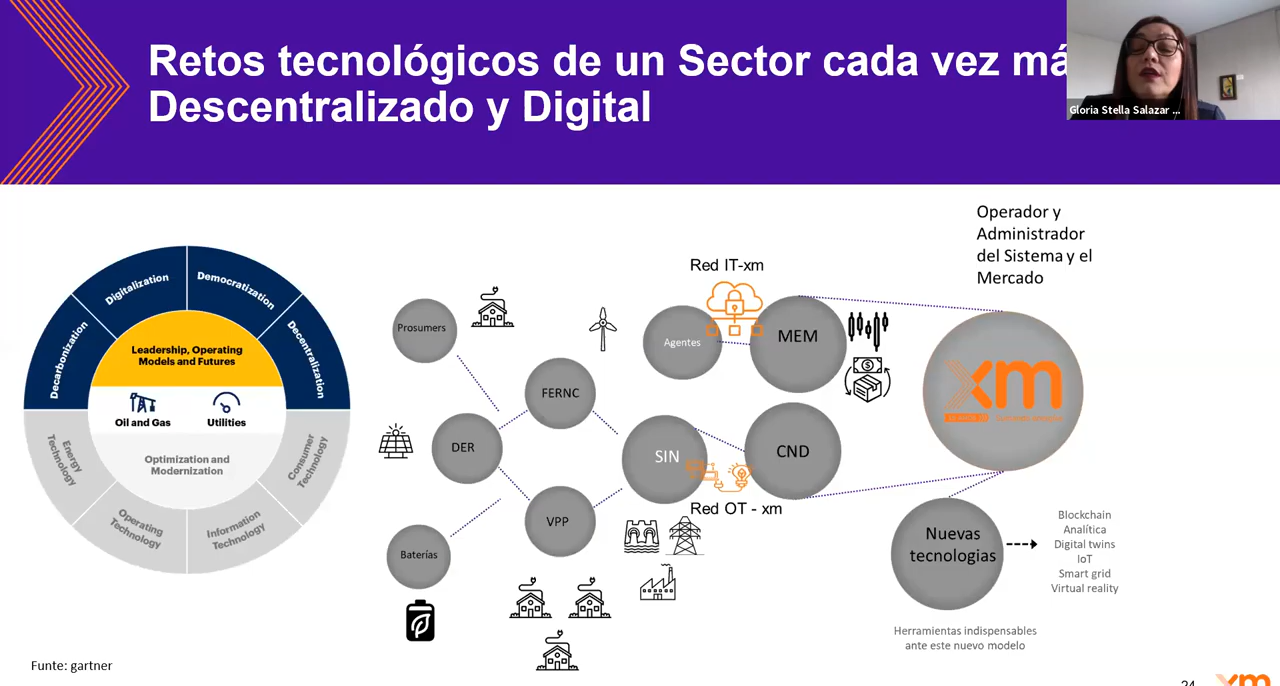 Retos tecnológicos de un Sector cada vez má
Descentralizado y Digital
Gloria Stella Salazar ...
Operador y
Administrador
del Sistema y el
Mercado
Decarbonization
Digitalization
Democratization
Decentralization
Leadership, Operating
Models and Futures
Oil and Gas
Utilities
Optimization and
Modernization
Energy
Technology
Operating
Technology
Information
Technology
Consumer
Technology
Prosumers
DER
Baterías
FERNC
VPP
Red IT-xm
Agentes
MEM
SIN
CND
Red OT - xm
xm
Nuevas
tecnologias
Blockchain
Analítica
Digital twins
IoT
Smart grid
Virtual reality
Herramientas indispensables
ante este nuevo modelo
Funte: gartner
24
xm